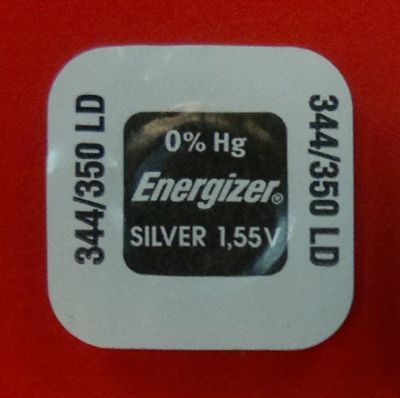 344/350 LD
0% Hg
Energizer®
SILVER 1,55V
344/350 LD